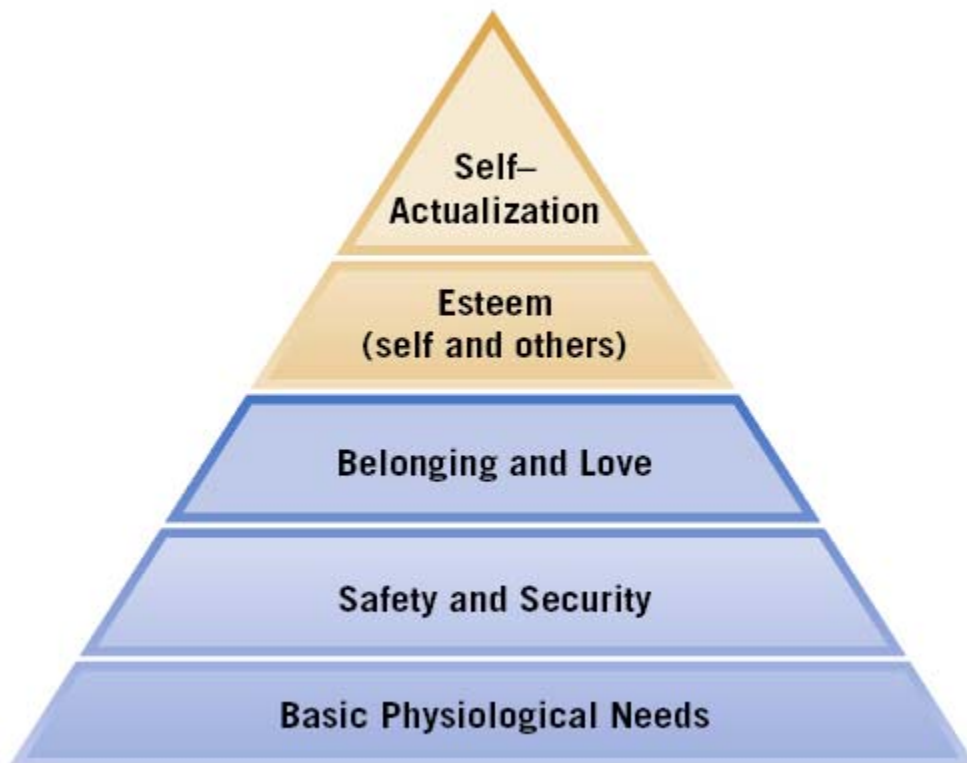 Self–
Actualization
Esteem
(self and others)
Belonging and Love
Safety and Security
Basic Physiological Needs